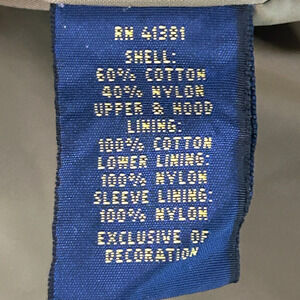 RN 41381
SHELL:
60% COTTON
40% NYLON
UPPER & HOOD
LINING:
100% COTTON
LOWER LINING:
100% NYLON
SLEEVE LINING:
100% NYLON
EXCLUSIVE OF
DECORATION